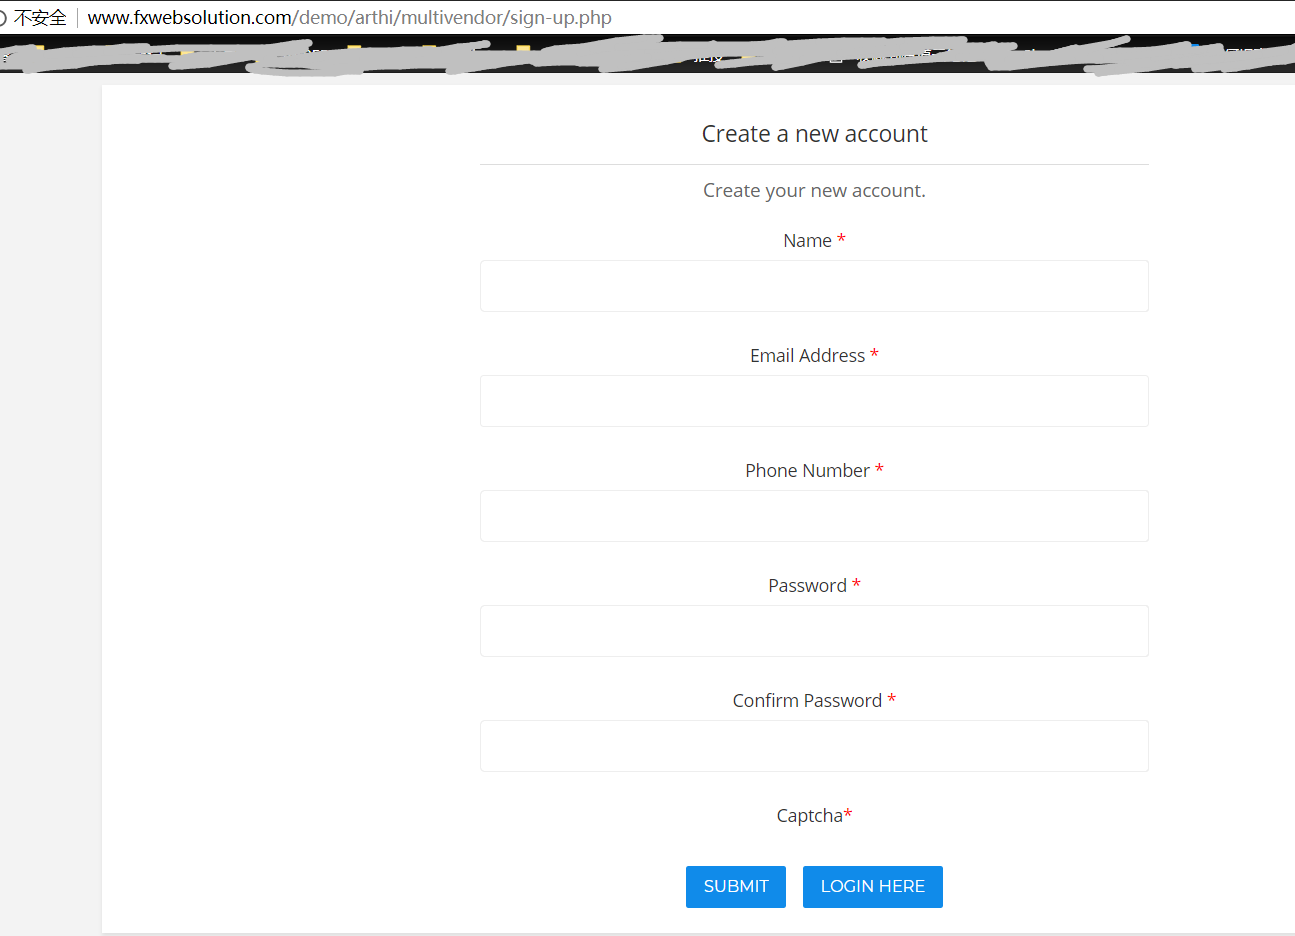 不安全 www.fxwebsolution.com/demo/arthi/multivendor/sign-up.php
Create a new account
Create your new account.
Name *
Email Address *
Phone Number *
Password *
Confirm Password *
Captcha*
SUBMIT LOGIN HERE